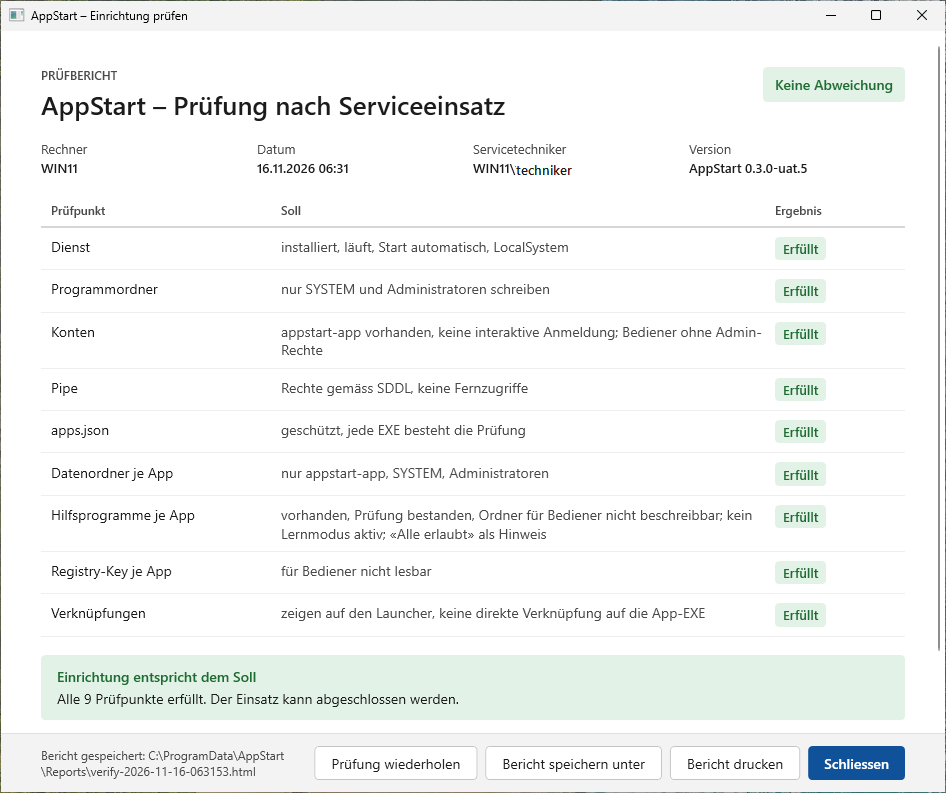 AppStart – Einrichtung prüfen
PRÜFBERICHT
AppStart – Prüfung nach Serviceeinsatz
Keine Abweichung
Rechner
WIN11
Datum
16.11.2026 06:31
Servicetechniker
WIN11\techniker
Version
AppStart 0.3.0-uat.5
Prüfpunkt Soll Ergebnis
Dienst installiert, läuft, Start automatisch, LocalSystem Erfüllt
Programmordner nur SYSTEM und Administratoren schreiben Erfüllt
Konten appstart-app vorhanden, keine interaktive Anmeldung; Bediener ohne Admin- Erfüllt
Rechte
Pipe Rechte gemäss SDDL, keine Fernzugriffe Erfüllt
apps.json geschützt, jede EXE besteht die Prüfung Erfüllt
Datenordner je App nur appstart-app, SYSTEM, Administratoren Erfüllt
Hilfsprogramme je App vorhanden, Prüfung bestanden, Ordner für Bediener nicht beschreibbar; kein Erfüllt
Lernmodus aktiv; «Alle erlaubt» als Hinweis
Registry-Key je App für Bediener nicht lesbar Erfüllt
Verknüpfungen zeigen auf den Launcher, keine direkte Verknüpfung auf die App-EXE Erfüllt
Einrichtung entspricht dem Soll
Alle 9 Prüfpunkte erfüllt. Der Einsatz kann abgeschlossen werden.
Bericht gespeichert: C:\ProgramData\AppStart
\Reports\verify-2026-11-16-063153.html
Prüfung wiederholen
Bericht speichern unter
Bericht drucken
Schliessen